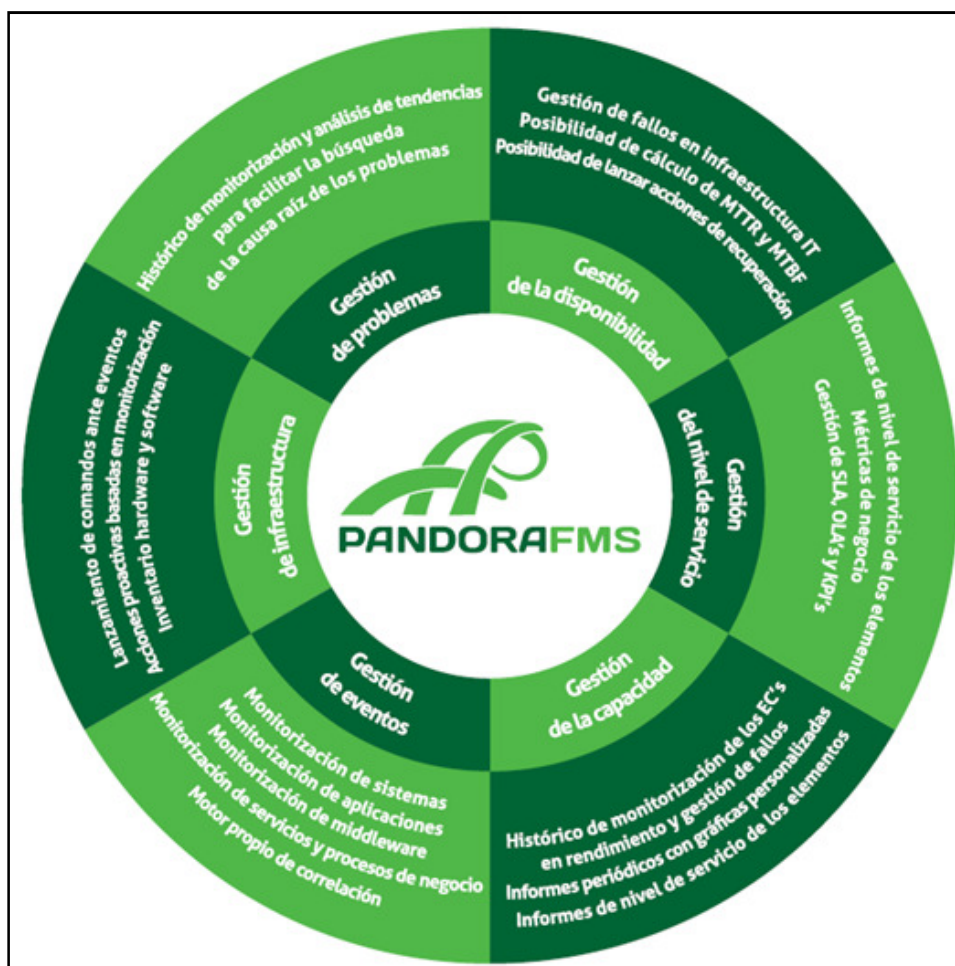 Histórico de monitorización y análisis de tendencias
para facilitar la búsqueda
de la causa raíz de los problemas
Gestión
de problemas
Gestión de fallos en infraestructura IT
Posibilidad de cálculo de MTTR y MTBF
Posibilidad de lanzar acciones de recuperación
Gestión
de la disponibilidad
Informes de nivel de servicio de los elementos
Métricas de negocio
Gestión de SLA, OLA's y KPI's
Gestión
del nivel de servicio
Gestión
de la capacidad
Histórico de monitorización de los EC's
en rendimiento y gestión de fallos
Informes periódicos con gráficas personalizadas
Informes de nivel de servicio de los elementos
Gestión
de eventos
Monitorización de sistemas
Monitorización de aplicaciones
Monitorización de middleware
Monitorización de servicios y procesos de negocio
Motor propio de correlación
Lanzamiento de comandos ante eventos
Acciones proactivas basadas en monitorización
Inventario hardware y software
Gestión
de infraestructura
PANDORAFMS